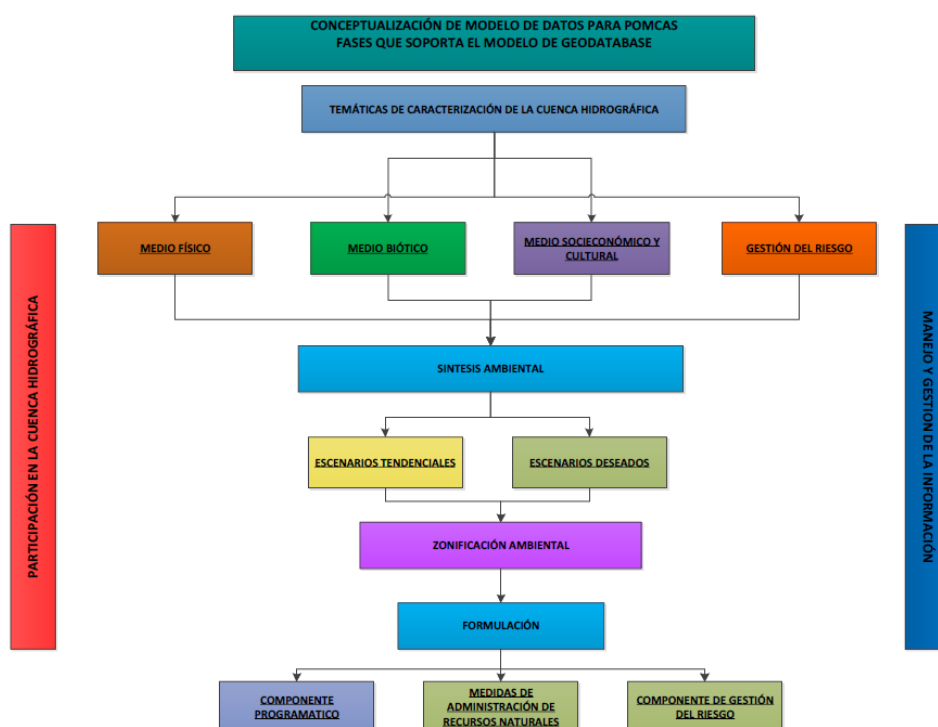 CONCEPTUALIZACIÓN DE MODELO DE DATOS PARA POMCAS
FASES QUE SOPORTA EL MODELO DE GEODATABASE
TEMÁTICAS DE CARACTERIZACIÓN DE LA CUENCA HIDROGRÁFICA
MEDIO FÍSICO
MEDIO BIÓTICO
MEDIO SOCIECONÓMICO Y
CULTURAL
GESTIÓN DEL RIESGO
PARTICIPACIÓN EN LA CUENCA HIDROGRÁFICA
MANEJO Y GESTION DE LA INFORMACIÓN
SINTESIS AMBIENTAL
ESCENARIOS TENDENCIALES
ESCENARIOS DESEADOS
ZONIFICACIÓN AMBIENTAL
FORMULACIÓN
COMPONENTE
PROGRAMATICO
MEDIDAS DE
ADMINISTRACIÓN DE
RECURSOS NATURALES
COMPONENTE DE GESTIÓN
DEL RIESGO